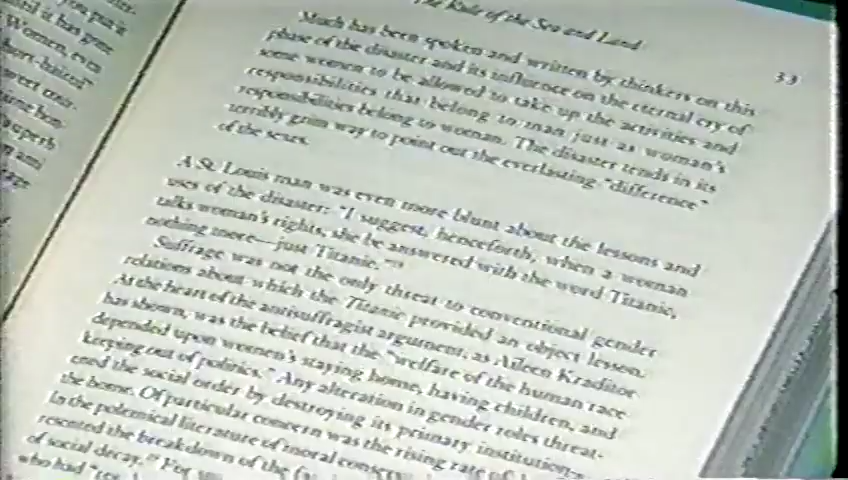 until it has gone
Women, even
The Rule of the Sea and Land
33
Much has been spoken and written by thinkers on this
phase of the disaster and its influence on the eternal cry of
some women to be allowed to take up the activities and
responsibilities that belong to man just as woman's
responsibilities belong to woman. The disaster tends in its
terribly grim way to point out the everlasting "difference"
of the sexes.
A St. Louis man was even more blunt about the lessons and
uses of the disaster: "I suggest, henceforth, when a woman
talks woman's rights, she be answered with the word Titanic,
nothing more—just Titanic."
Suffrage was not the only threat to conventional gender
relations about which the Titanic provided an object lesson.
At the heart of the antisuffragist argument, as Aileen Kraditor
has shown, was the belief that the "welfare of the human race
depended upon women's staying home, having children, and
keeping out of politics." Any alteration in gender roles threat-
ened the social order by destroying its primary institution—
the home. Of particular concern was the rising rate of
In the polemical literature of moral
resented the breakdown of the
of social decay. For
who had